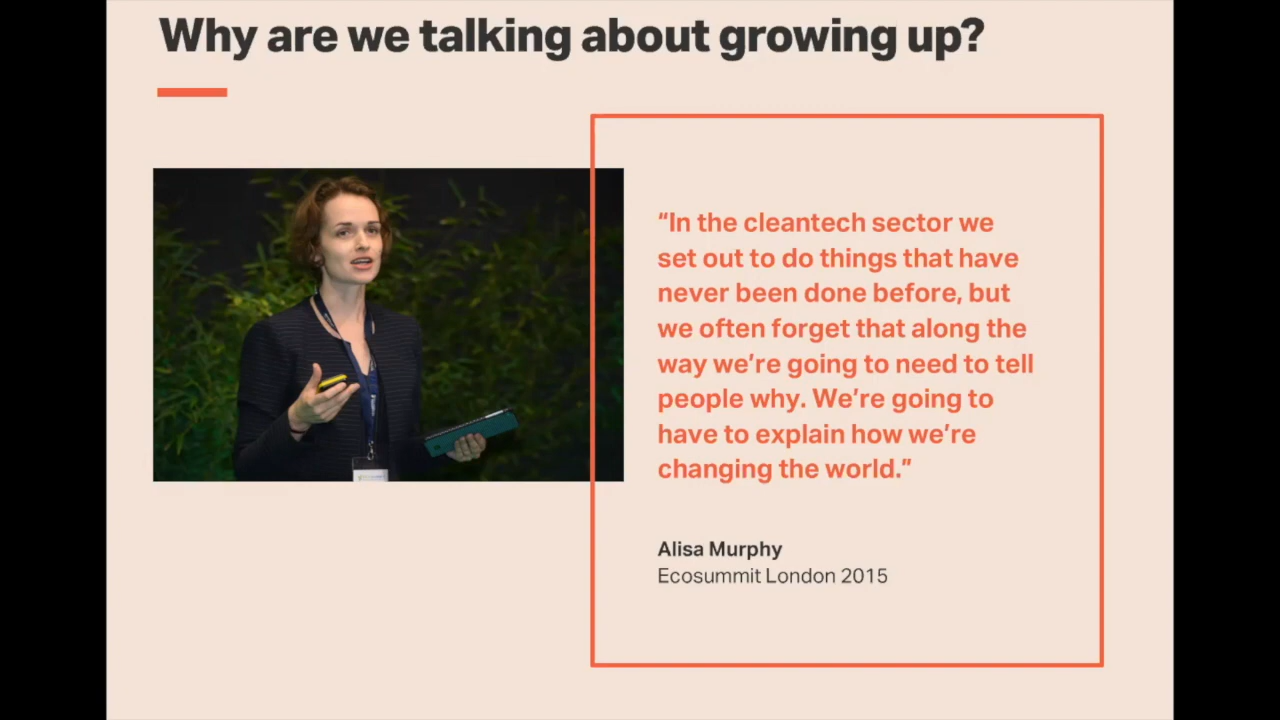 Why are we talking about growing up?
“In the cleantech sector we
set out to do things that have
never been done before, but
we often forget that along the
way we’re going to need to tell
people why. We’re going to
have to explain how we’re
changing the world.”
Alisa Murphy
Ecosummit London 2015